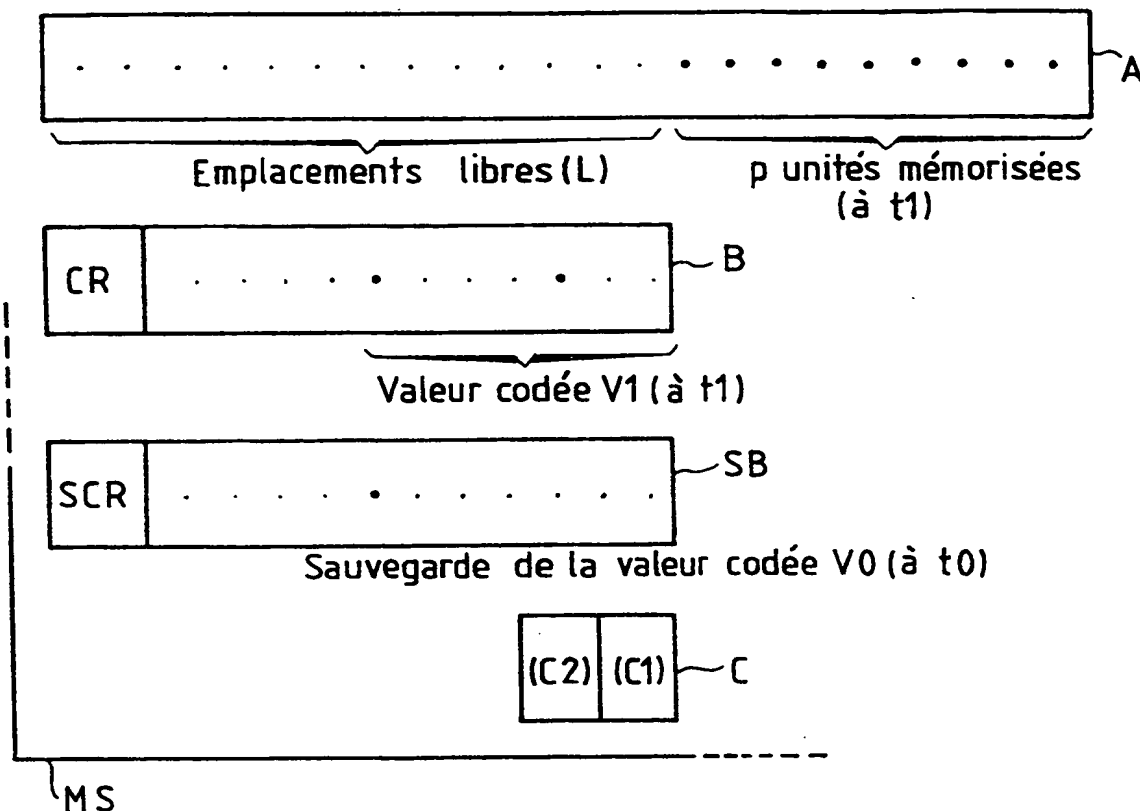 A
Emplacements libres (L)
p unités mémorisées
(à t1)
CR
B
Valeur codée V1 (à t1)
SCR
SB
Sauvegarde de la valeur codée V0 (à t0)
(C2) (C1)
C
MS